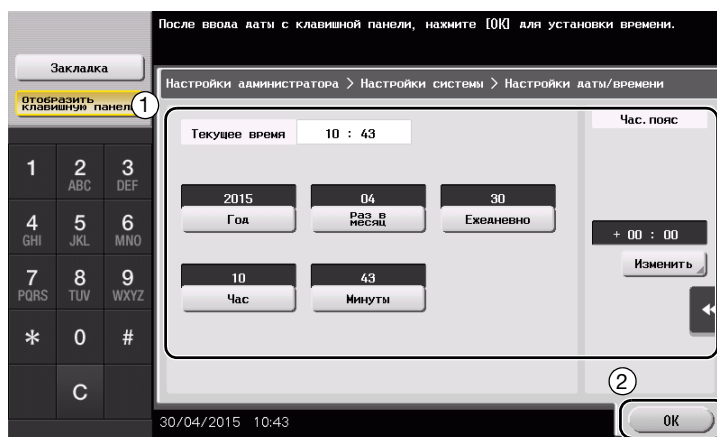 После ввода даты с клавишной панели, нажмите [OK] для установки времени.
Закладка
Отобразить
клавишную панель
1
Настройки администратора > Настройки системы > Настройки даты/времени
Текущее время 10 : 43
Час. пояс
2015 04 30
Год Раз в месяц Ежедневно
+ 00 : 00
Изменить
10 43
Час Минуты
1 2 ABC 3 DEF
4 GHI 5 JKL 6 MNO
7 PQRS 8 TUV 9 WXYZ
* 0 #
C
2
30/04/2015 10:43
OK